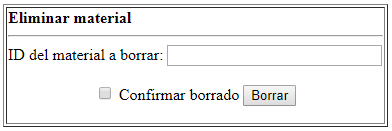 Eliminar material
ID del material a borrar:
Confirmar borrado Borrar